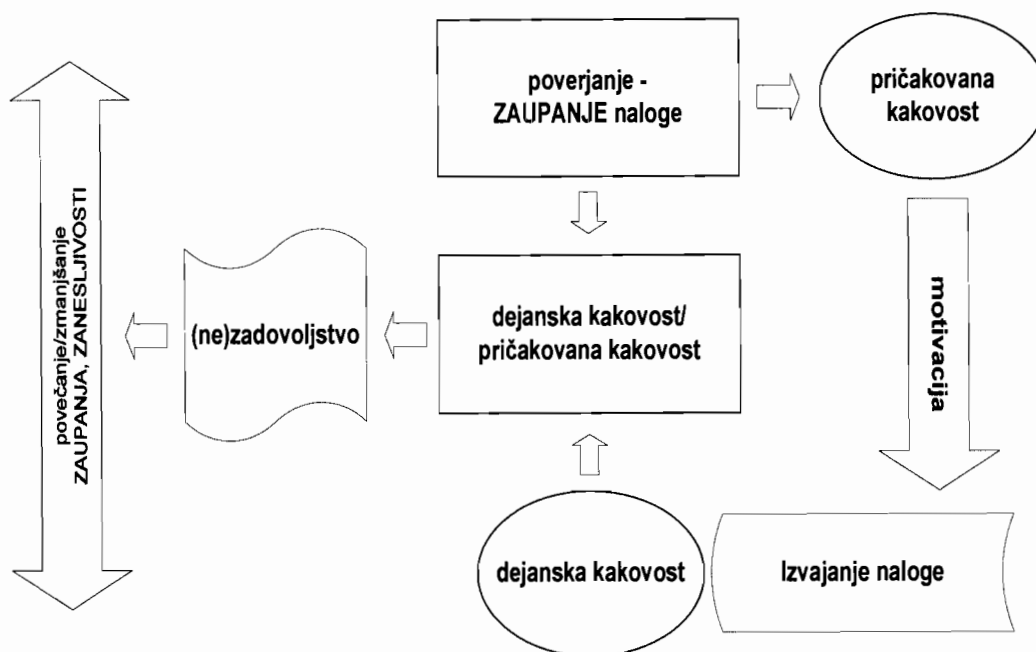 poverjanje -
ZAUPANJE naloge
pričakovana
kakovost
povečanje/zmanjšanje
ZAUPANJA, ZANESLJIVOSTI
(ne)zadovoljstvo
dejanska kakovost/
pričakovana kakovost
motivacija
dejanska kakovost
Izvajanje naloge